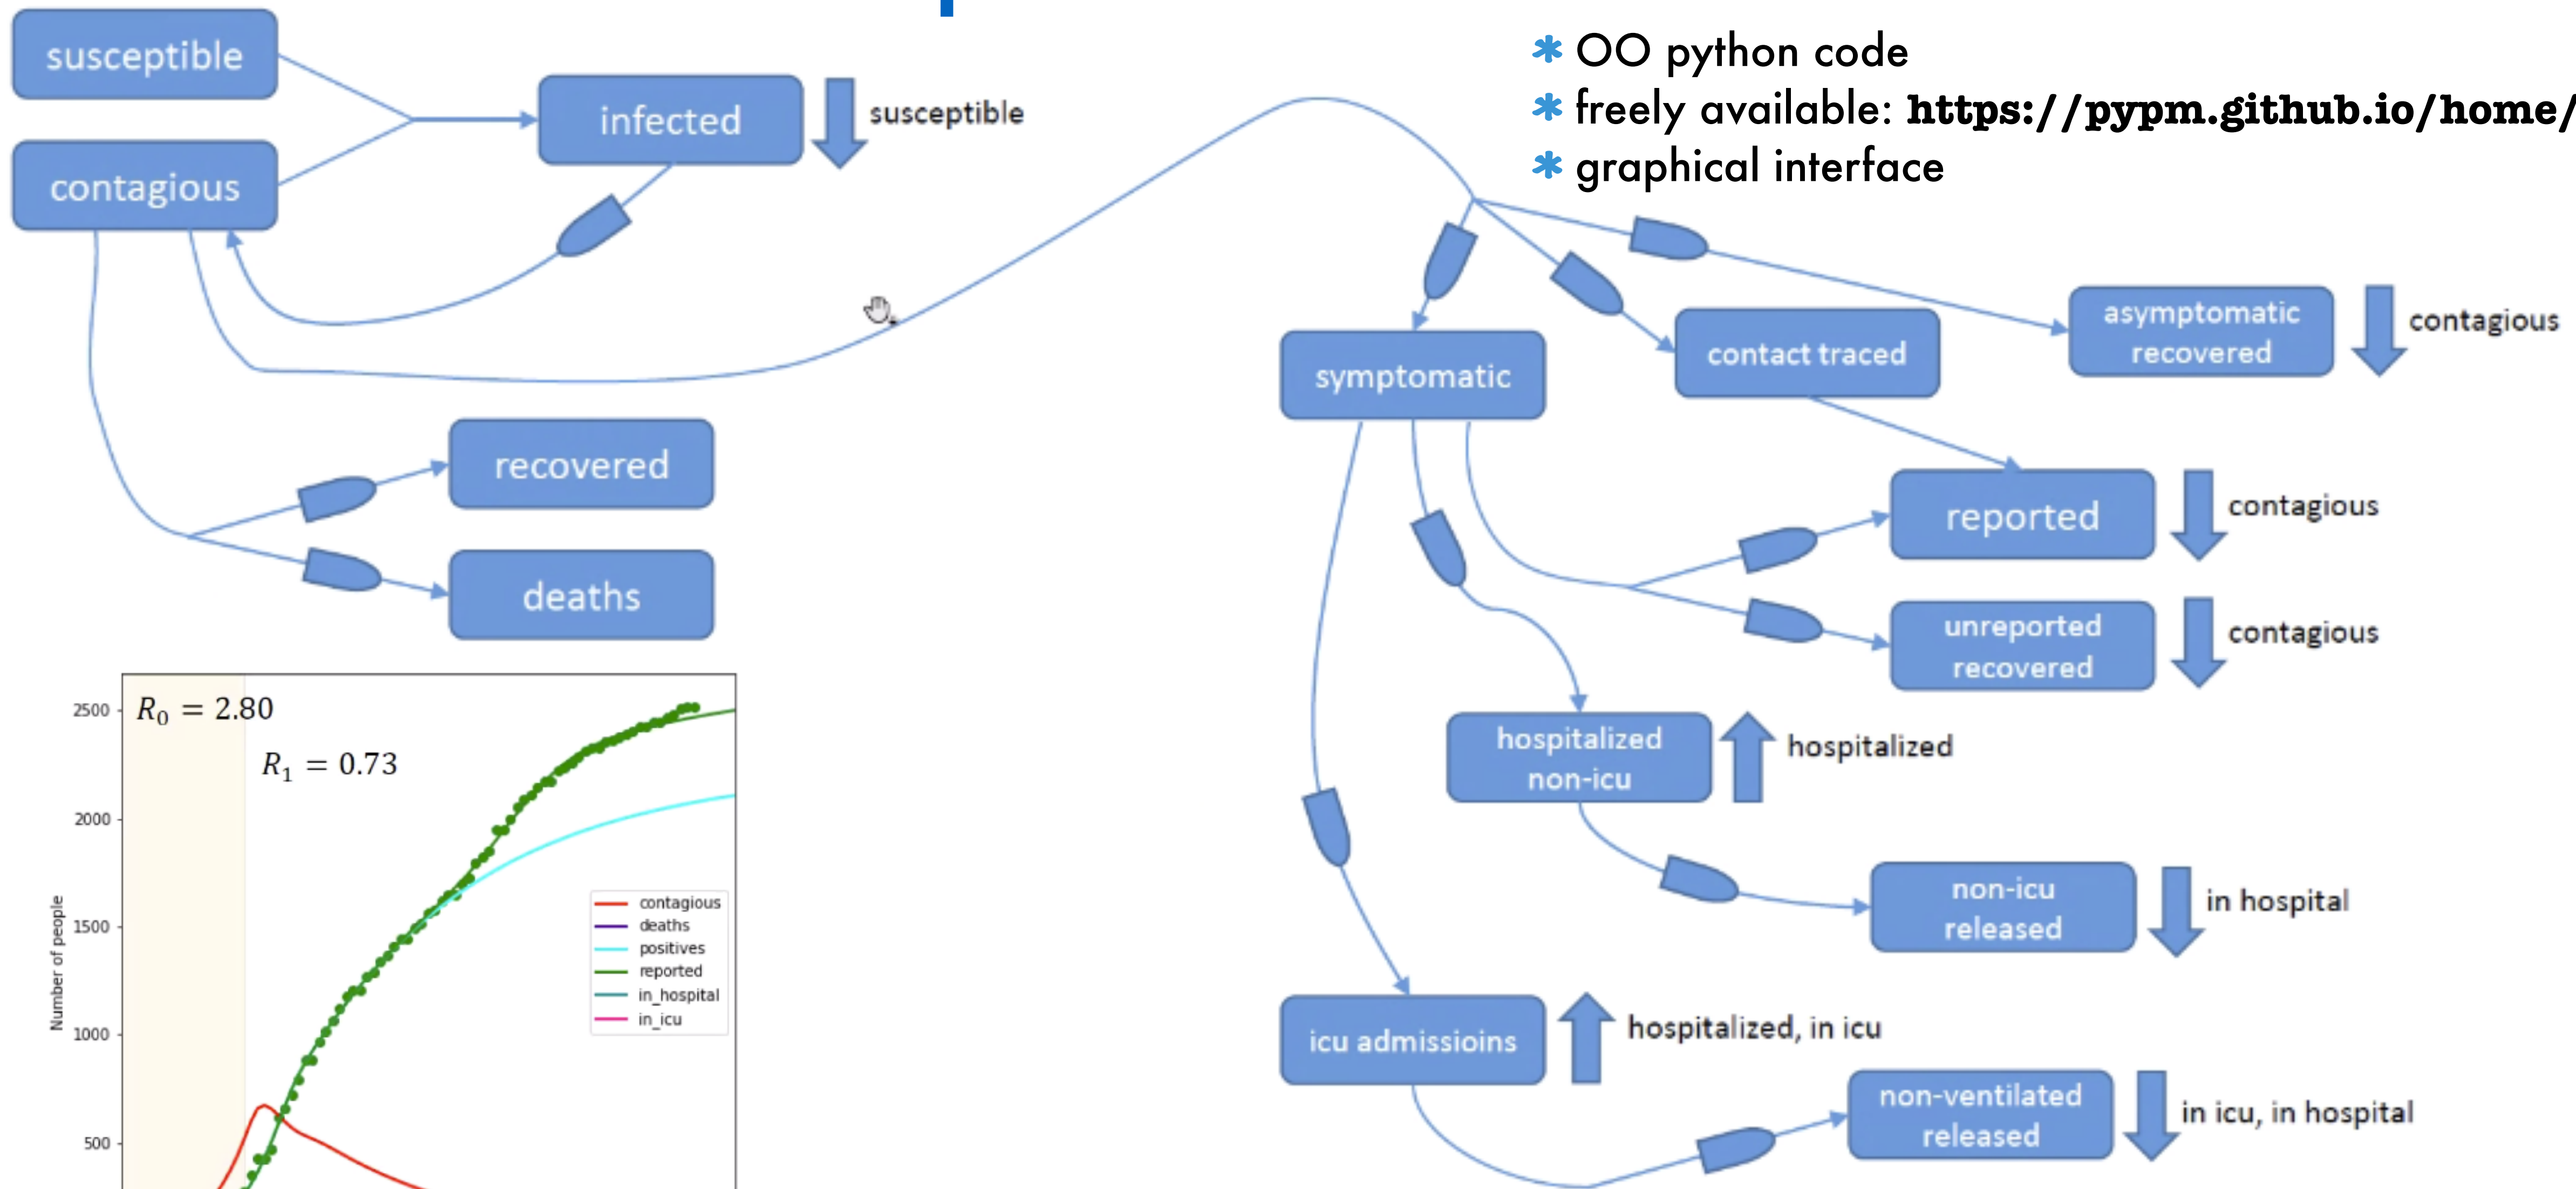 susceptible
contagious
infected
susceptible
* OO python code
* freely available: https://pypm.github.io/home/
* graphical interface
symptomatic
contact traced
asymptomatic
recovered
contagious
reported
contagious
unreported
recovered
contagious
recovered
deaths
hospitalized
non-icu
hospitalized
non-icu
released
in hospital
icu admissioins
hospitalized, in icu
non-ventilated
released
in icu, in hospital
R₀ = 2.80
R₁ = 0.73
2500
2000
1500
1000
500
Number of people
contagious
deaths
positives
reported
in_hospital
in_icu